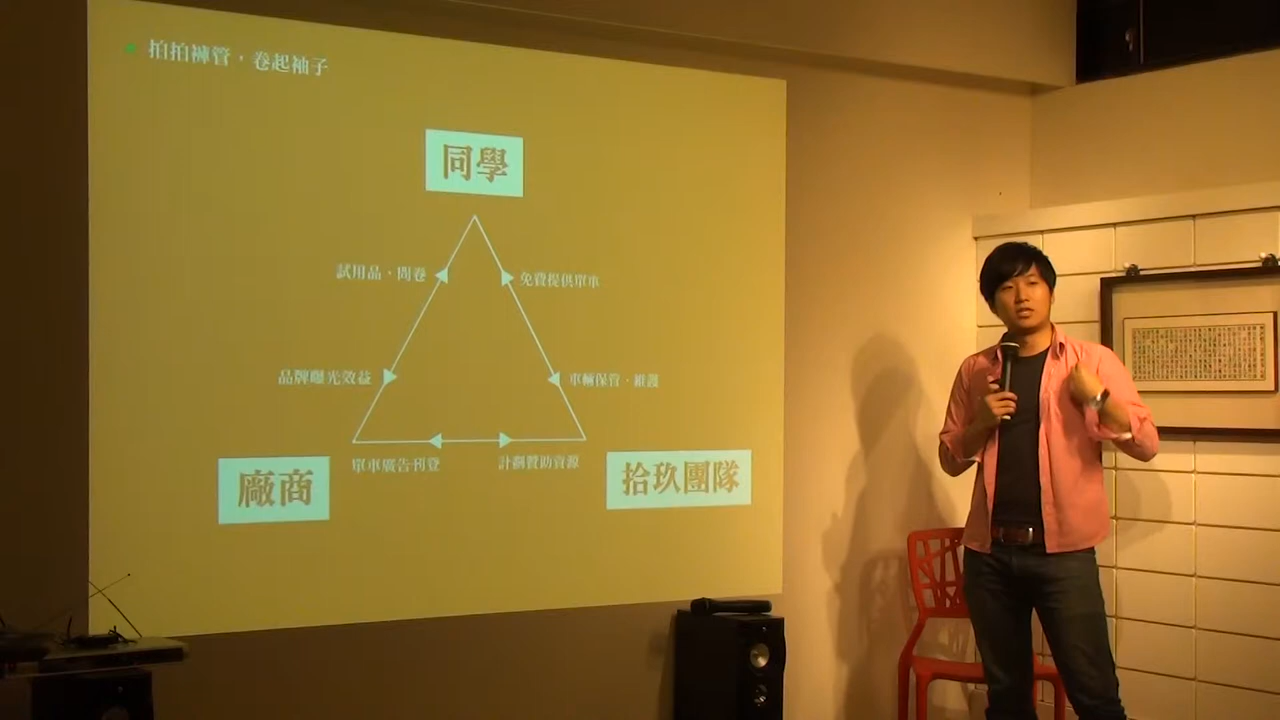 拍拍褲管，卷起袖子
同學
試用品、問卷
免費提供單車
品牌曝光效益
車輛保管、維護
單車廣告刊登
計劃贊助資源
廠商
拾玖團隊